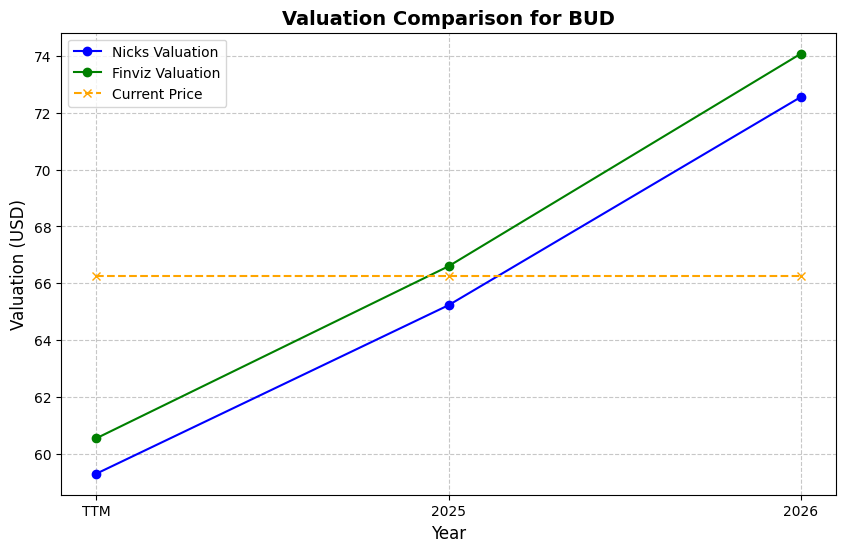 Valuation Comparison for BUD
Nicks Valuation
Finviz Valuation
Current Price
Valuation (USD)
74
72
70
68
66
64
62
60
TTM
2025
2026
Year